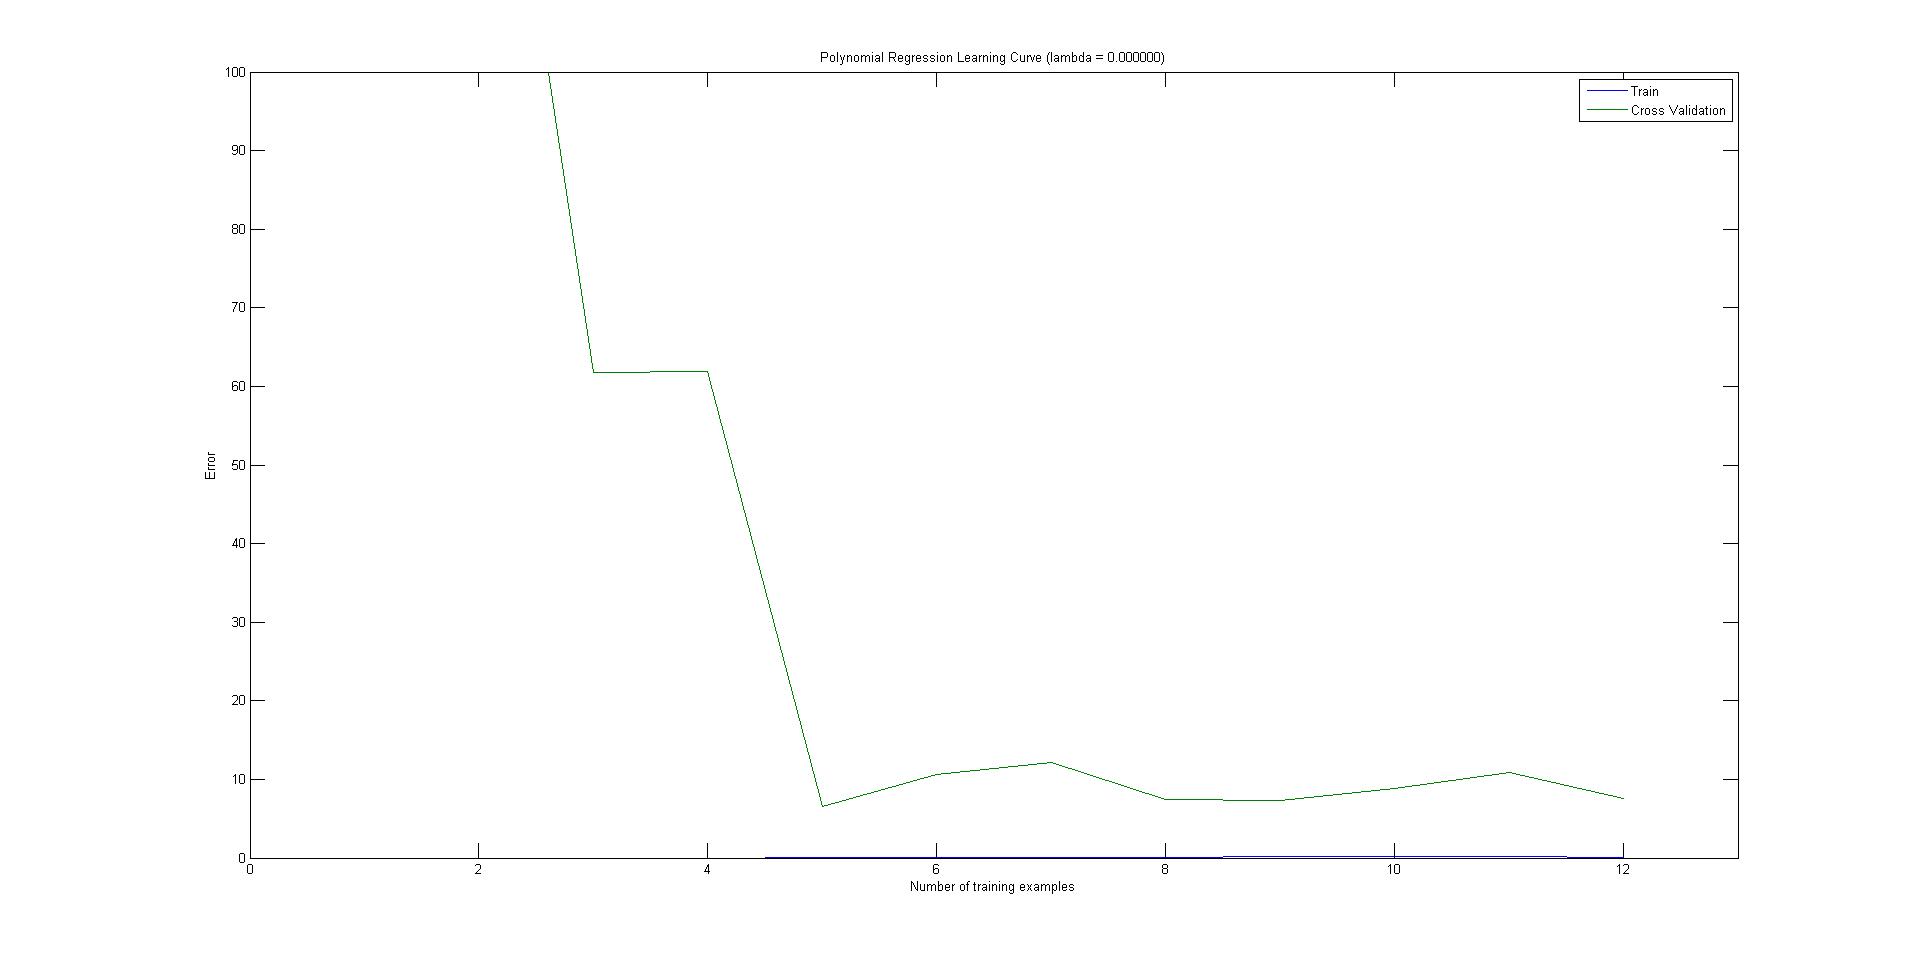 Polynomial Regression Learning Curve (lambda = 0.000000)
Train
Cross Validation
100
90
80
70
60
50
40
30
20
10
0
Error
0 2 4 6 8 10 12
Number of training examples